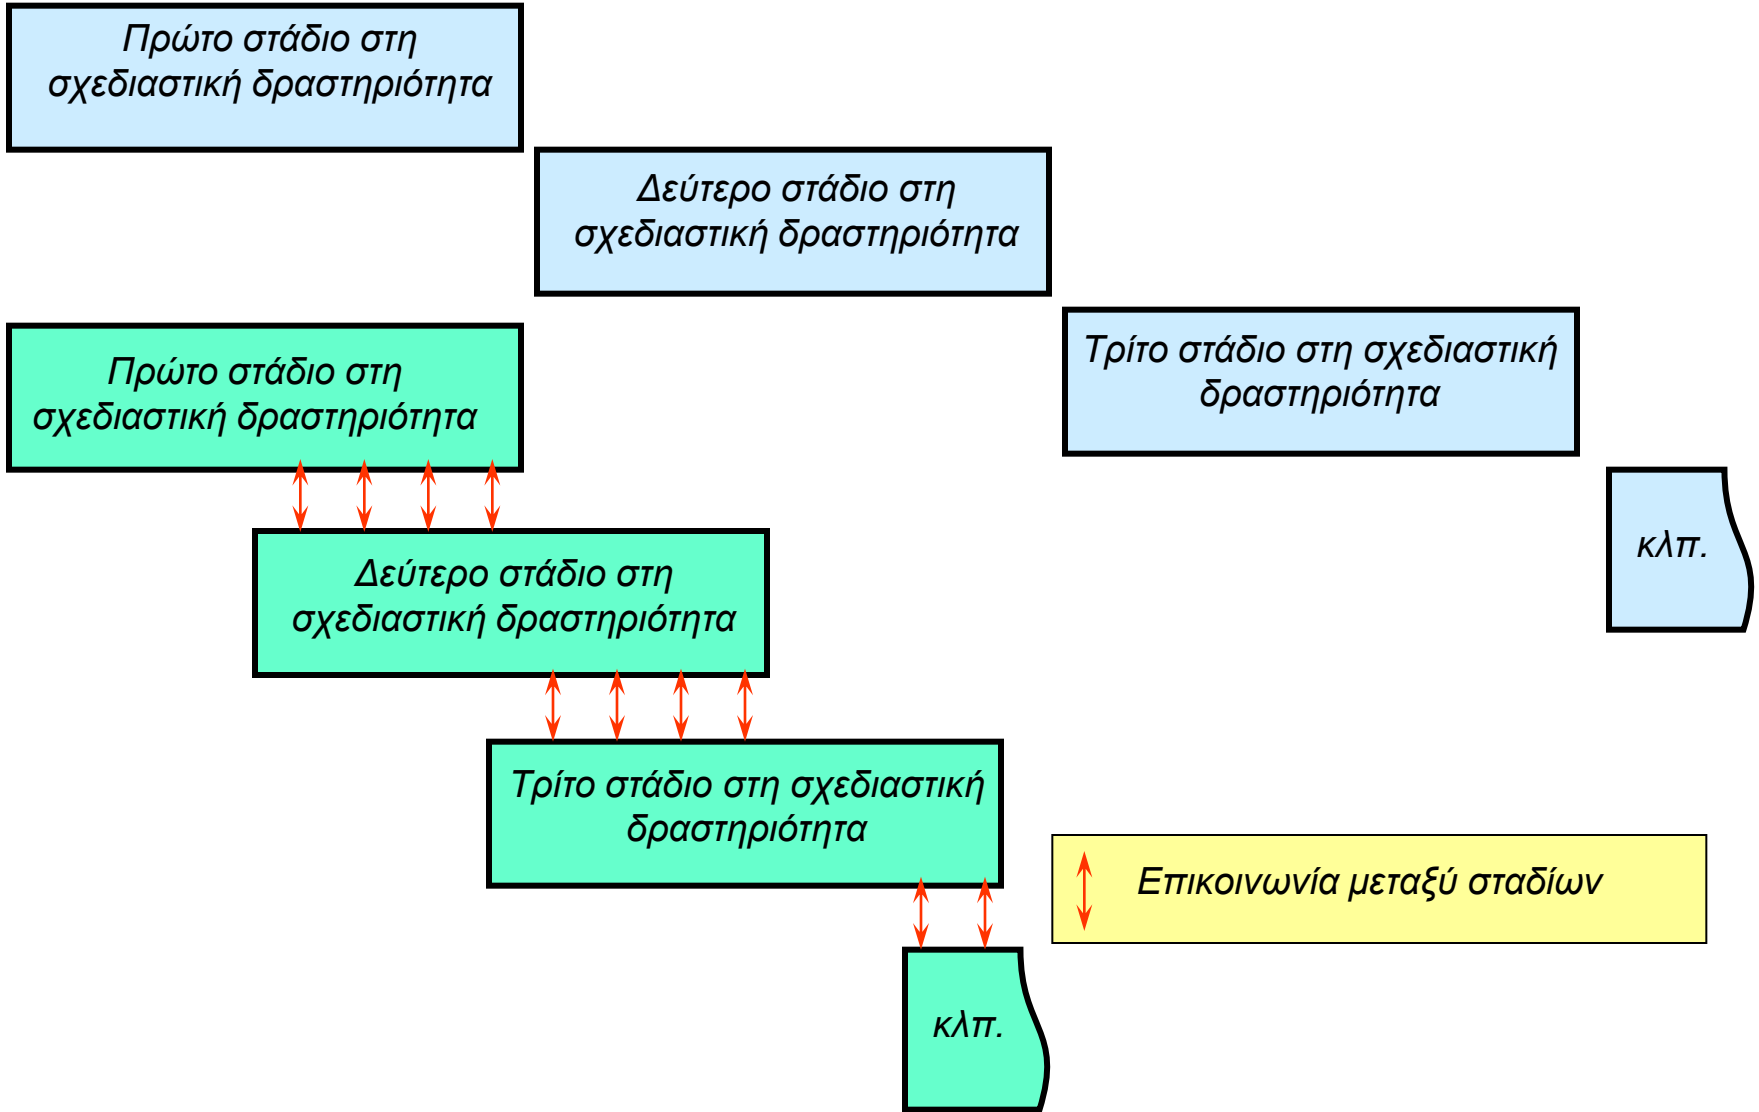 Πρώτο στάδιο στη
σχεδιαστική δραστηριότητα
Δεύτερο στάδιο στη
σχεδιαστική δραστηριότητα
Τρίτο στάδιο στη σχεδιαστική
δραστηριότητα
κλπ.
Πρώτο στάδιο στη
σχεδιαστική δραστηριότητα
Δεύτερο στάδιο στη
σχεδιαστική δραστηριότητα
Τρίτο στάδιο στη σχεδιαστική
δραστηριότητα
κλπ.
Επικοινωνία μεταξύ σταδίων